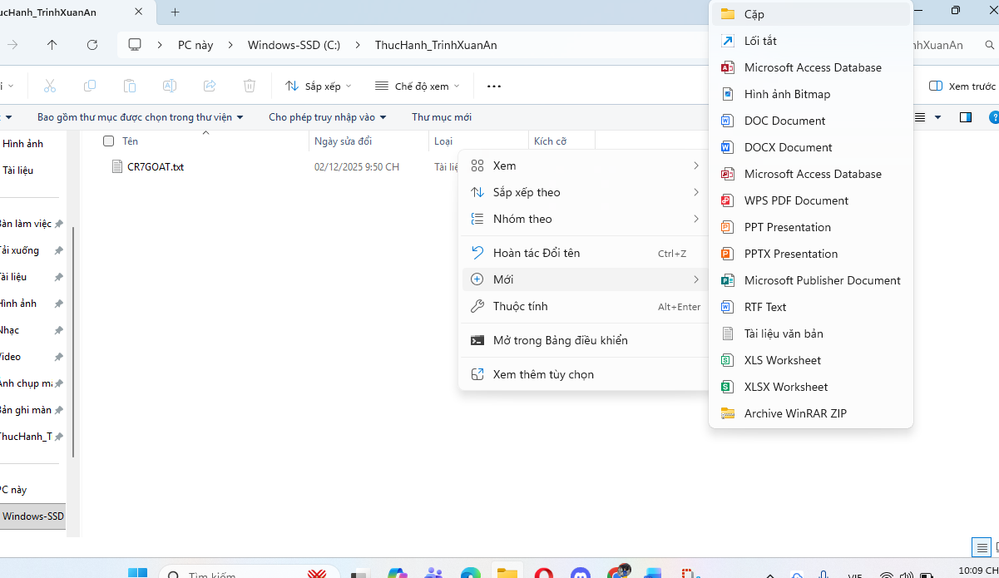 ucHanh_TrinhXuanAn
PC này
Windows-SSD (C:)
ThucHanh_TrinhXuanAn
nhXuanAn
Sắp xếp
Chế độ xem
Xem trước
Bao gồm thư mục được chọn trong thư viện
Cho phép truy nhập vào
Thư mục mới
Hình ảnh
Tài liệu
Bàn làm việc
Tải xuống
Tài liệu
Hình ảnh
Nhạc
Video
Ảnh chụp mà
Bản ghi màn
ThucHanh_T
PC này
Windows-SSD
Tên
Ngày sửa đổi
Loại
Kích cỡ
CR7GOAT.txt
02/12/2025 9:50 CH
Tài liệ
Xem
Sắp xếp theo
Nhóm theo
Hoàn tác Đổi tên
Ctrl+Z
Mới
Thuộc tính
Alt+Enter
Mở trong Bảng điều khiển
Xem thêm tùy chọn
Cặp
Lối tắt
Microsoft Access Database
Hình ảnh Bitmap
DOC Document
DOCX Document
Microsoft Access Database
WPS PDF Document
PPT Presentation
PPTX Presentation
Microsoft Publisher Document
RTF Text
Tài liệu văn bản
XLS Worksheet
XLSX Worksheet
Archive WinRAR ZIP
Tìm kiếm
VIE
10:09 CH